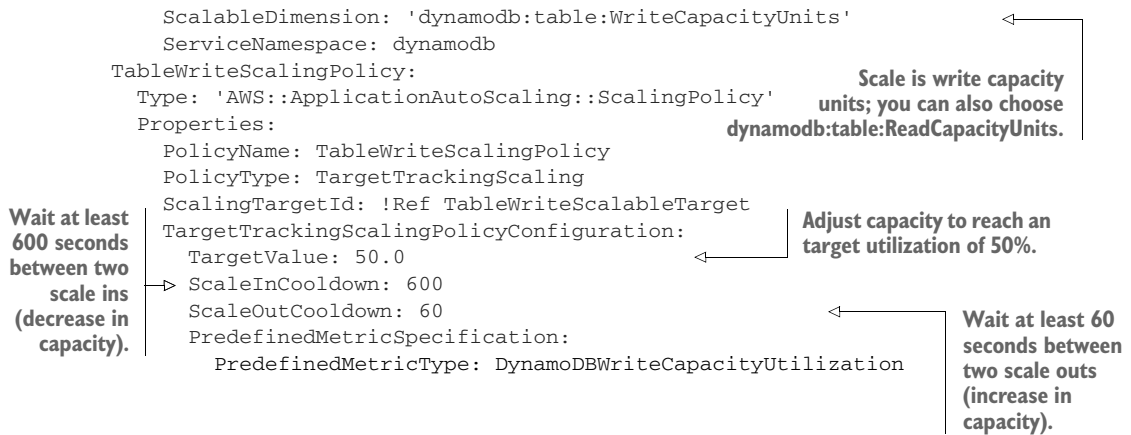 ScalableDimension: 'dynamodb:table:WriteCapacityUnits'
ServiceNamespace: dynamodb
TableWriteScalingPolicy:
Type: 'AWS::ApplicationAutoScaling::ScalingPolicy'
Properties:
PolicyName: TableWriteScalingPolicy
PolicyType: TargetTrackingScaling
ScalingTargetId: !Ref TableWriteScalableTarget
TargetTrackingScalingPolicyConfiguration:
TargetValue: 50.0
ScaleInCooldown: 600
ScaleOutCooldown: 60
PredefinedMetricSpecification:
PredefinedMetricType: DynamoDBWriteCapacityUtilization
Scale is write capacity
units; you can also choose
dynamodb:table:ReadCapacityUnits.
Wait at least
600 seconds
between two
scale ins
(decrease in
capacity).
Adjust capacity to reach an
target utilization of 50%.
Wait at least 60
seconds between
two scale outs
(increase in
capacity).